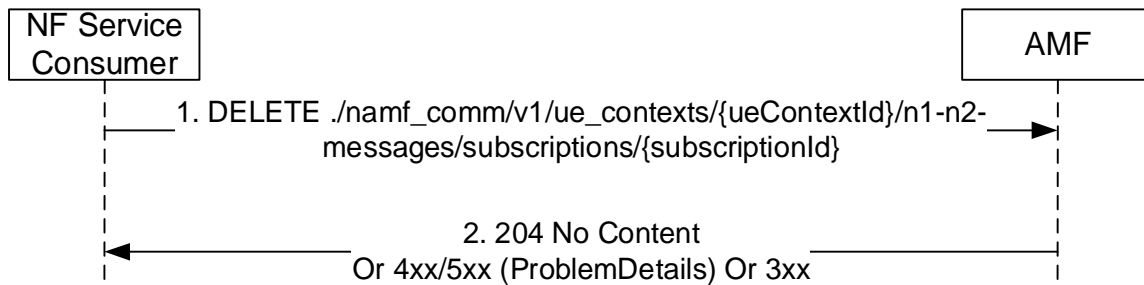 NF Service
Consumer
AMF
1. DELETE ./namf_comm/v1/ue_contexts/{ueContextId}/n1-n2-
messages/subscriptions/{subscriptionId}
2. 204 No Content
Or 4xx/5xx (ProblemDetails) Or 3xx